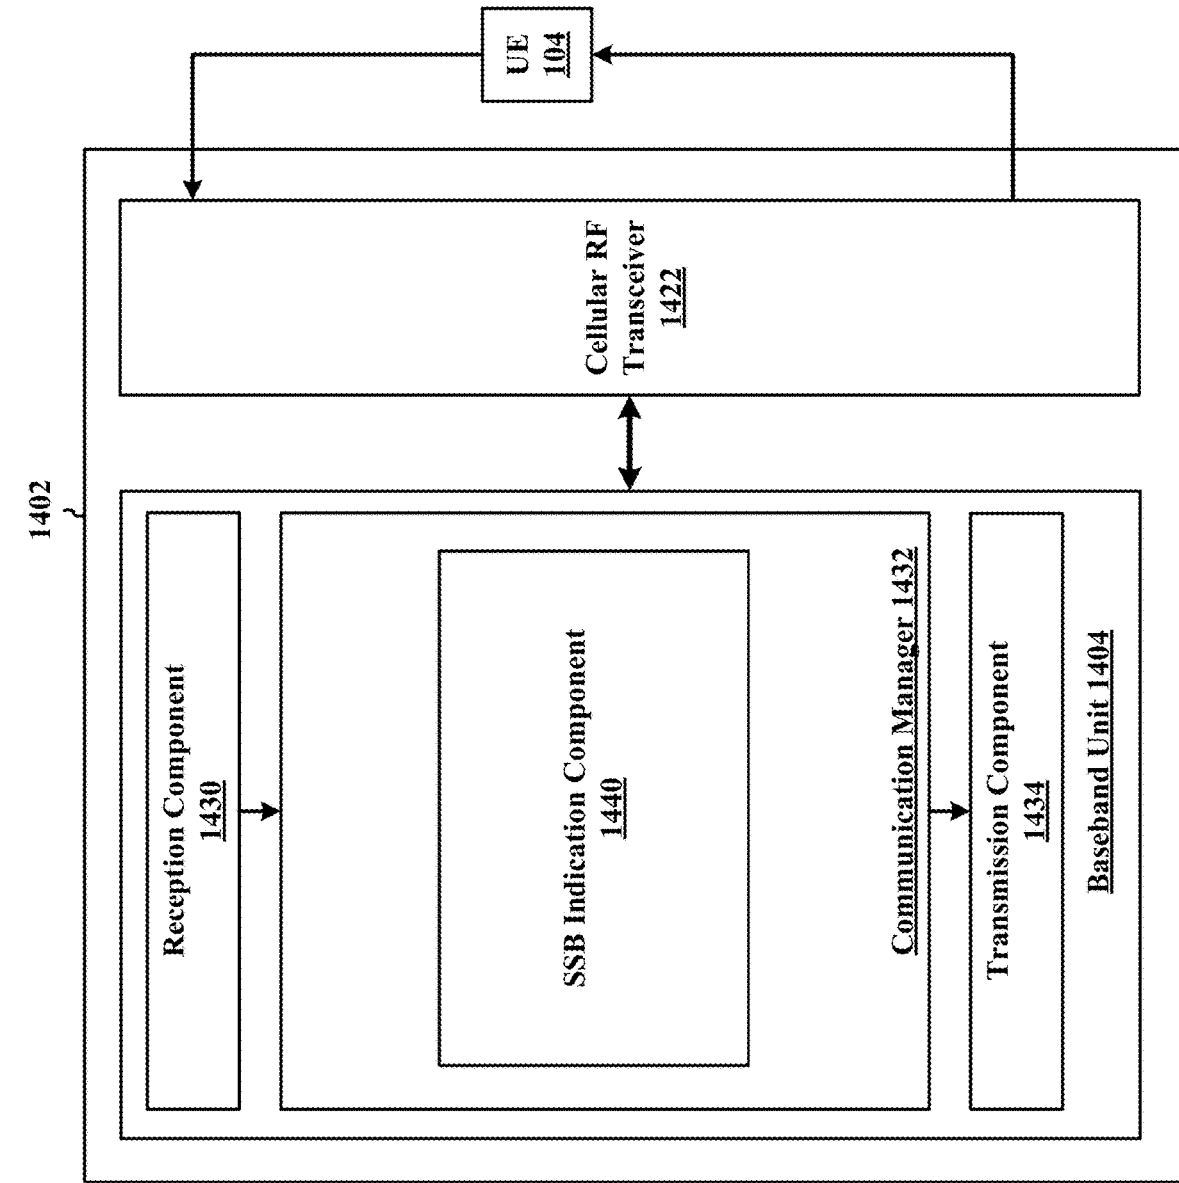 1402
Reception Component
1430
SSB Indication Component
1440
Communication Manager 1432
Transmission Component
1434
Baseband Unit 1404
Cellular RF
Transceiver
1422
UE
104